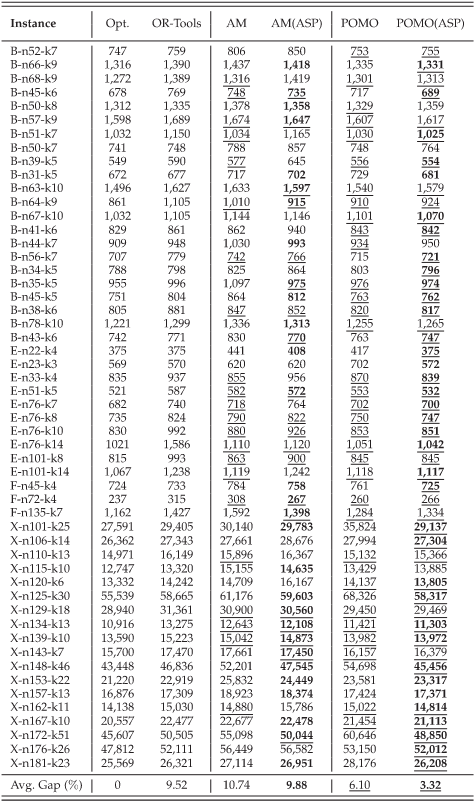 Instance Opt. OR-Tools AM AM(ASP) POMO POMO(ASP)
B-n52-k7 747 759 806 850 753 755
B-n66-k9 1,316 1,390 1,437 1,418 1,335 1,331
B-n68-k9 1,272 1,389 1,316 1,419 1,301 1,313
B-n45-k6 678 769 748 735 717 689
B-n50-k8 1,312 1,335 1,378 1,358 1,329 1,359
B-n57-k9 1,598 1,689 1,674 1,647 1,607 1,617
B-n51-k7 1,032 1,150 1,034 1,165 1,030 1,025
B-n50-k7 741 748 788 857 748 764
B-n39-k5 549 590 577 645 556 554
B-n31-k5 672 677 717 702 729 681
B-n63-k10 1,496 1,627 1,633 1,597 1,540 1,579
B-n64-k9 861 1,105 1,010 915 910 924
B-n67-k10 1,032 1,105 1,144 1,146 1,101 1,070
B-n41-k6 829 861 862 940 843 842
B-n44-k7 909 948 1,030 993 934 950
B-n56-k7 707 779 742 766 715 721
B-n34-k5 788 798 825 864 803 796
B-n35-k5 955 996 1,097 975 976 974
B-n45-k5 751 804 864 812 763 762
B-n38-k6 805 881 847 852 820 817
B-n78-k10 1,221 1,299 1,336 1,313 1,255 1,265
B-n43-k6 742 771 830 770 763 747
E-n22-k4 375 375 441 408 417 375
E-n23-k3 569 570 620 620 702 572
E-n33-k4 835 937 855 956 870 839
E-n51-k5 521 587 582 572 553 532
E-n76-k7 682 740 718 764 702 700
E-n76-k8 735 824 790 822 750 747
E-n76-k10 830 992 880 926 853 851
E-n76-k14 1021 1,586 1,110 1,120 1,051 1,042
E-n101-k8 815 993 863 900 845 845
E-n101-k14 1,067 1,238 1,119 1,242 1,118 1,117
F-n45-k4 724 733 784 758 761 725
F-n72-k4 237 315 308 267 260 266
F-n135-k7 1,162 1,427 1,592 1,398 1,284 1,334
X-n101-k25 27,591 29,405 30,140 29,783 35,824 29,137
X-n106-k14 26,362 27,343 27,661 28,676 27,994 27,304
X-n110-k13 14,971 16,149 15,896 16,367 15,132 15,366
X-n115-k10 12,747 13,320 15,155 14,635 13,429 13,885
X-n120-k6 13,332 14,242 14,709 16,167 14,137 13,805
X-n125-k30 55,539 58,665 61,176 59,603 68,326 58,317
X-n129-k18 28,940 31,361 30,900 30,560 29,450 29,469
X-n134-k13 10,916 13,275 12,643 12,108 11,421 11,303
X-n139-k10 13,590 15,223 15,042 14,873 13,982 13,972
X-n143-k7 15,700 17,470 17,661 17,450 16,157 16,379
X-n148-k46 43,448 46,836 52,201 47,545 54,698 45,456
X-n153-k22 21,220 22,919 25,832 24,449 23,581 23,317
X-n157-k13 16,876 17,309 18,923 18,374 17,424 17,371
X-n162-k11 14,138 15,030 14,880 15,786 15,022 14,814
X-n167-k10 20,557 22,477 22,677 22,478 21,454 21,113
X-n172-k51 45,607 50,505 55,098 50,044 60,646 48,850
X-n176-k26 47,812 52,111 56,449 56,582 53,150 52,012
X-n181-k23 25,569 26,321 27,114 26,951 28,166 26,208
Avg. Gap (%) 0 9.52 10.74 9.88 6.10 3.32